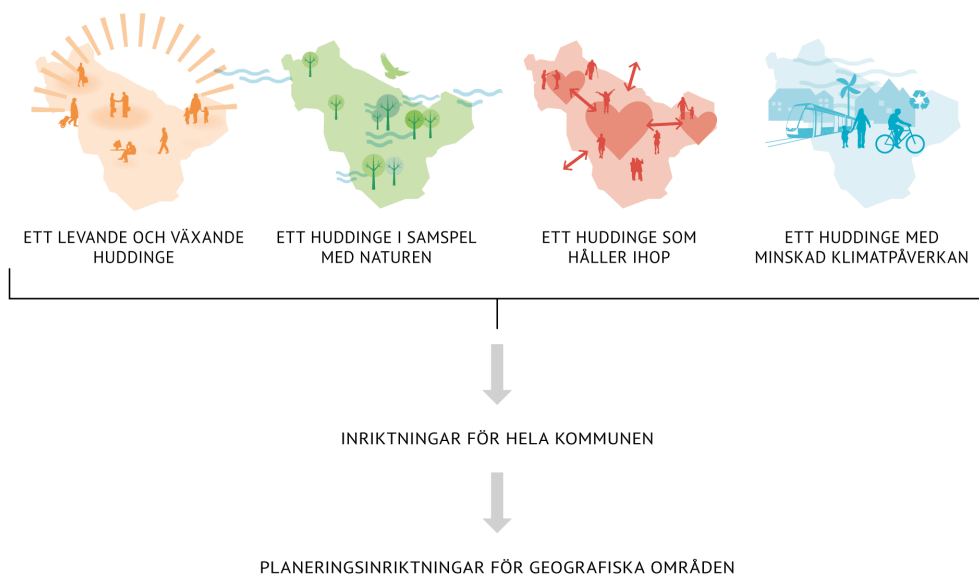 ETT LEVANDE OCH VÄXANDE
HUDDINGE
ETT HUDDINGE I SAMSPEL
MED NATUREN
ETT HUDDINGE SOM
HÅLLER IHOP
ETT HUDDINGE MED
MINSKAD KLIMATPÅVERKAN
INRIKTNINGAR FÖR HELA KOMMUNEN
PLANERINGSINRIKTNINGAR FÖR GEOGRAFISKA OMRÅDEN